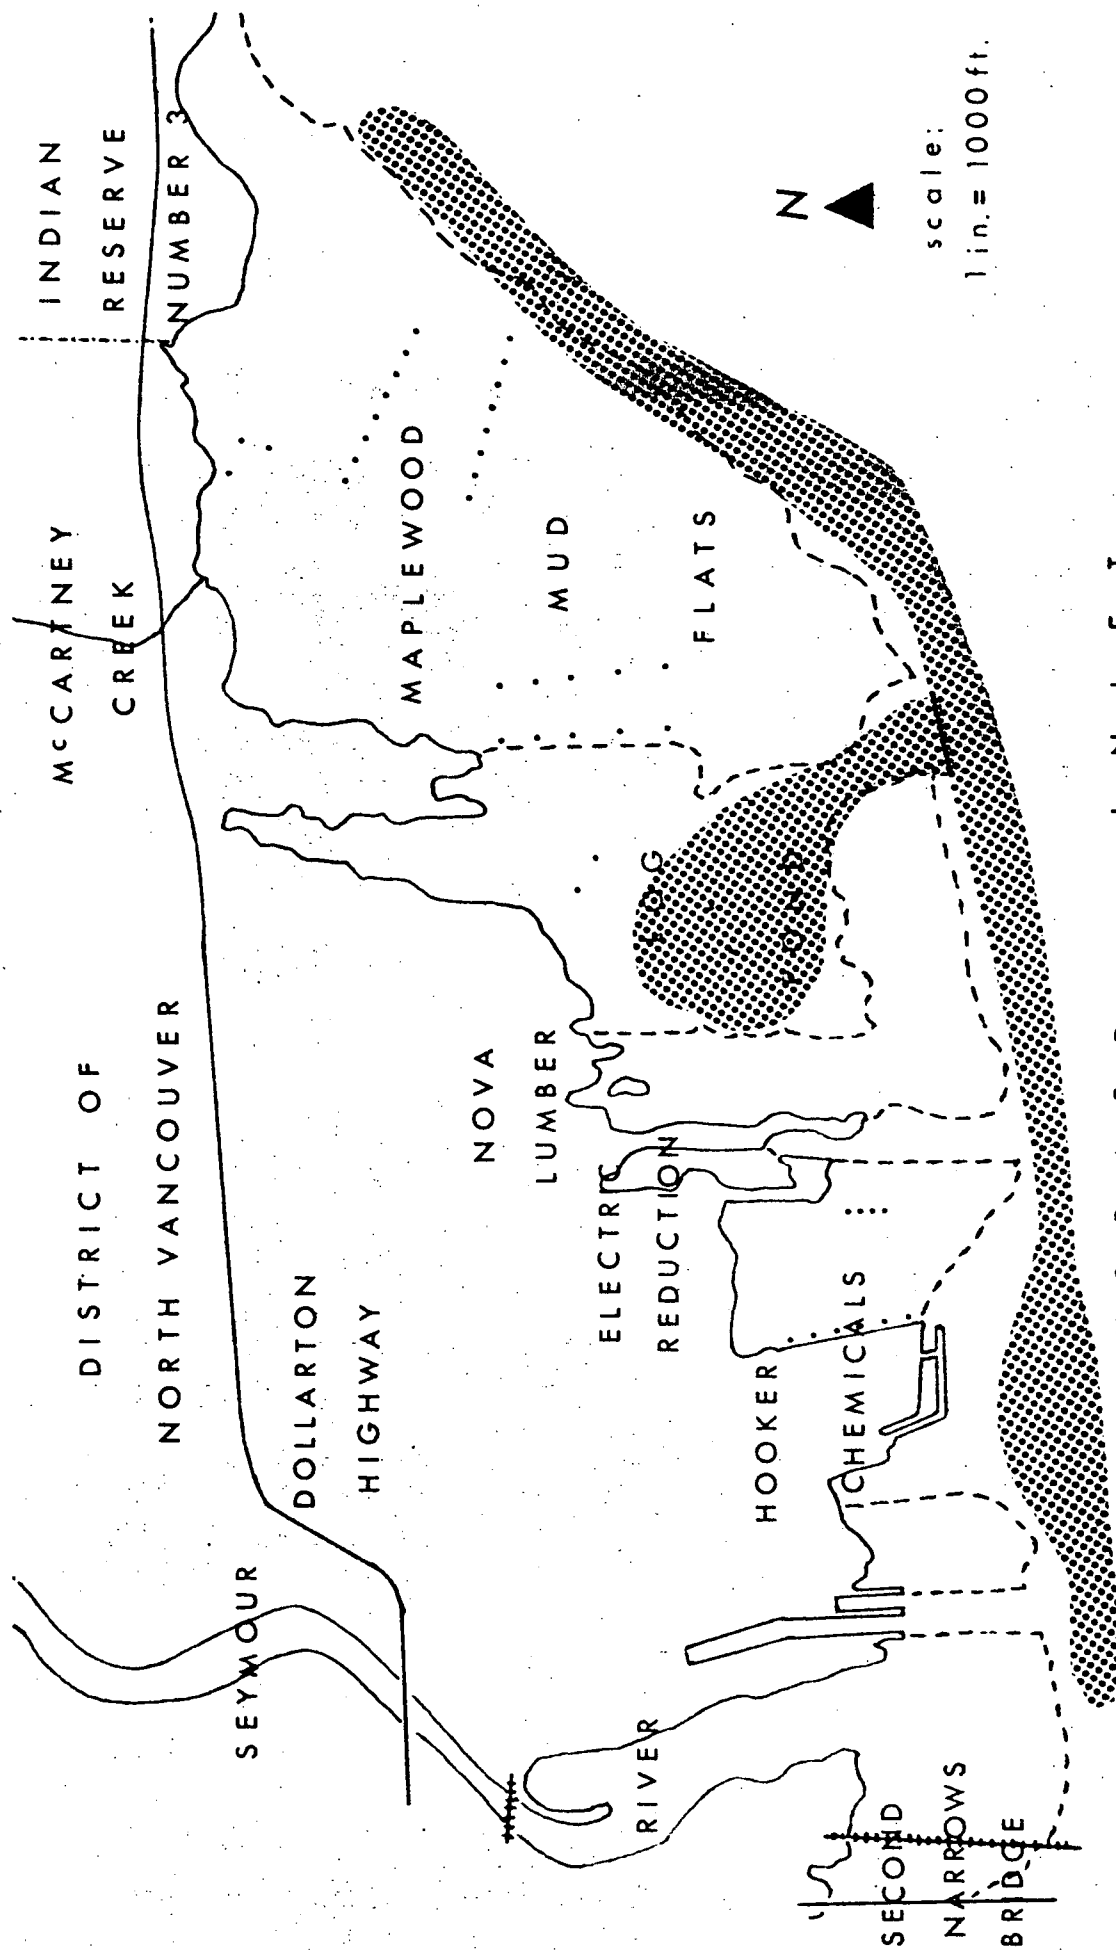 DISTRICT OF
NORTH VANCOUVER
McCARTNEY
CREEK
INDIAN
RESERVE
NUMBER 3
SEYMOUR
RIVER
DOLLARTON
HIGHWAY
NOVA
LUMBER
ELECTRIC
REDUCTION
HOOKER
CHEMICALS
MAPLEWOOD
MUD
FLATS
LOG
POND
SECOND
NARROWS
BRIDGE
N
scale:
1 in. = 1000 ft.